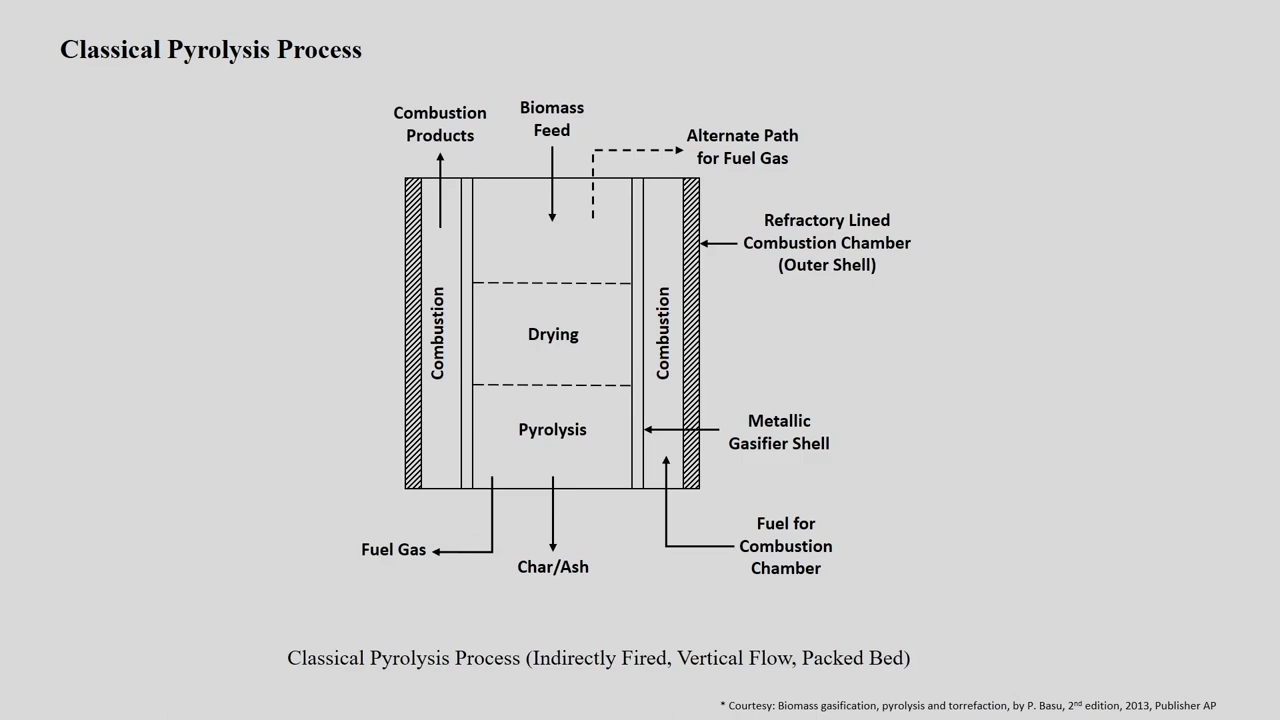 Classical Pyrolysis Process
Combustion
Products
Biomass
Feed
Alternate Path
for Fuel Gas
Refractory Lined
Combustion Chamber
(Outer Shell)
Combustion
Drying
Combustion
Pyrolysis
Metallic
Gasifier Shell
Fuel Gas
Char/Ash
Fuel for
Combustion
Chamber
Classical Pyrolysis Process (Indirectly Fired, Vertical Flow, Packed Bed)
* Courtesy: Biomass gasification, pyrolysis and torrefaction, by P. Basu, 2nd edition, 2013, Publisher AP